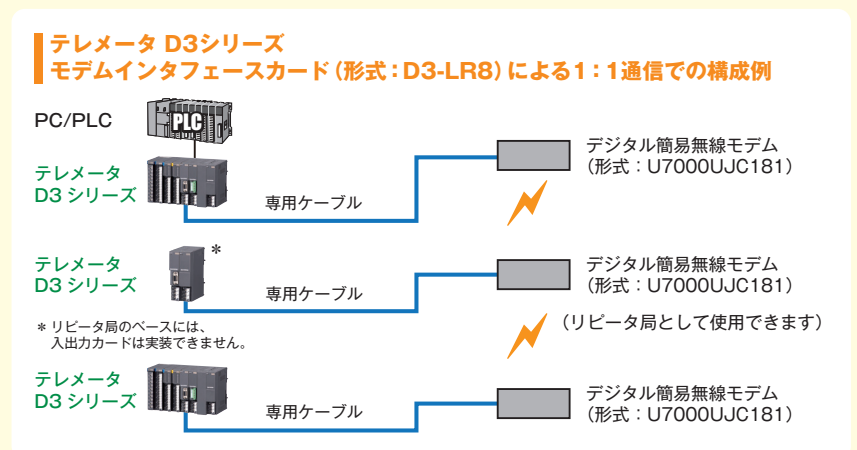 テレメータ D3シリーズ
モデムインタフェースカード（形式：D3-LR8）による1：1通信での構成例
PC/PLC
PLC
テレメータ
D3 シリーズ
専用ケーブル
デジタル簡易無線モデム
（形式：U7000UJC181）
テレメータ
D3 シリーズ
＊
専用ケーブル
デジタル簡易無線モデム
（形式：U7000UJC181）
（リピータ局として使用できます）
＊ リピータ局のベースには、
入出力カードは実装できません。
テレメータ
D3 シリーズ
専用ケーブル
デジタル簡易無線モデム
（形式：U7000UJC181）